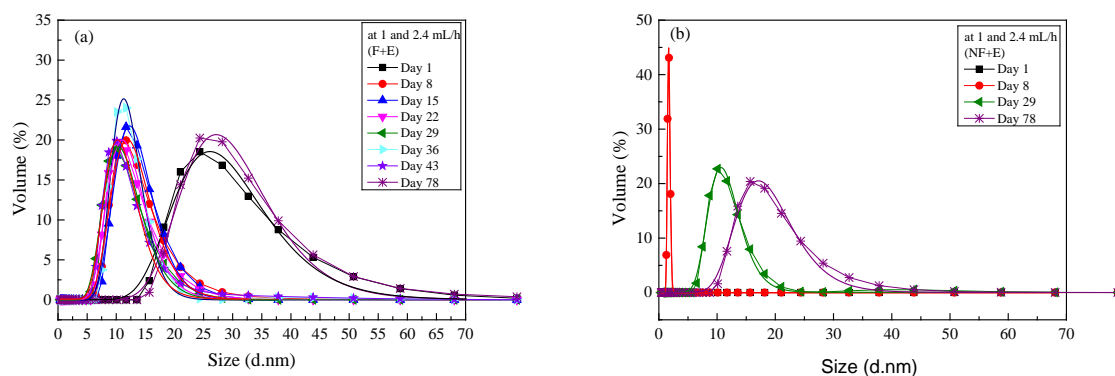 (a)
at 1 and 2.4 mL/h
(F+E)
Day 1
Day 8
Day 15
Day 22
Day 29
Day 36
Day 43
Day 78
Volume (%)
35
30
25
20
15
10
5
0
0 5 10 15 20 25 30 35 40 45 50 55 60 65 70
Size (d.nm)
(b)
at 1 and 2.4 mL/h
(NF+E)
Day 1
Day 8
Day 29
Day 78
Volume (%)
50
40
30
20
10
0
0 10 20 30 40 50 60 70
Size (d.nm)